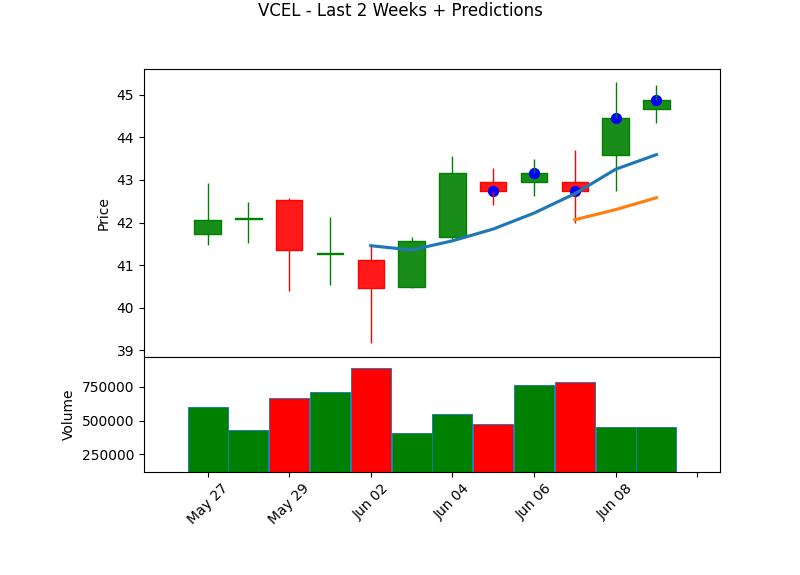 VCEL - Last 2 Weeks + Predictions
Price
45
44
43
42
41
40
39
Volume
750000
500000
250000
May 27
May 29
Jun 02
Jun 04
Jun 06
Jun 08